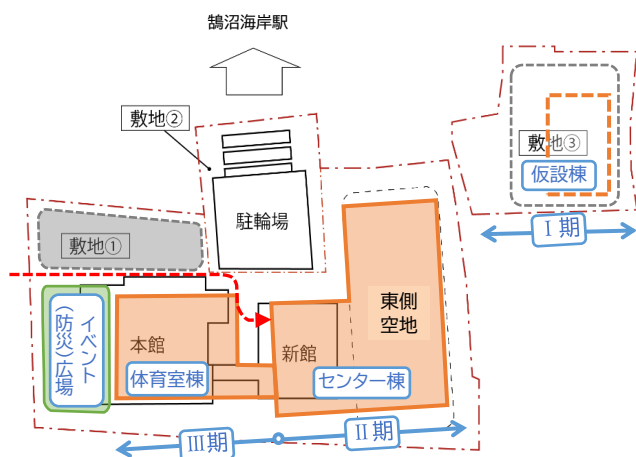 鵠沼海岸駅
敷地②
敷地③
仮設棟
Ⅰ期
駐輪場
敷地①
東側
空地
本館
新館
イベント
(防災)広場
体育室棟
センター棟
Ⅲ期
Ⅱ期